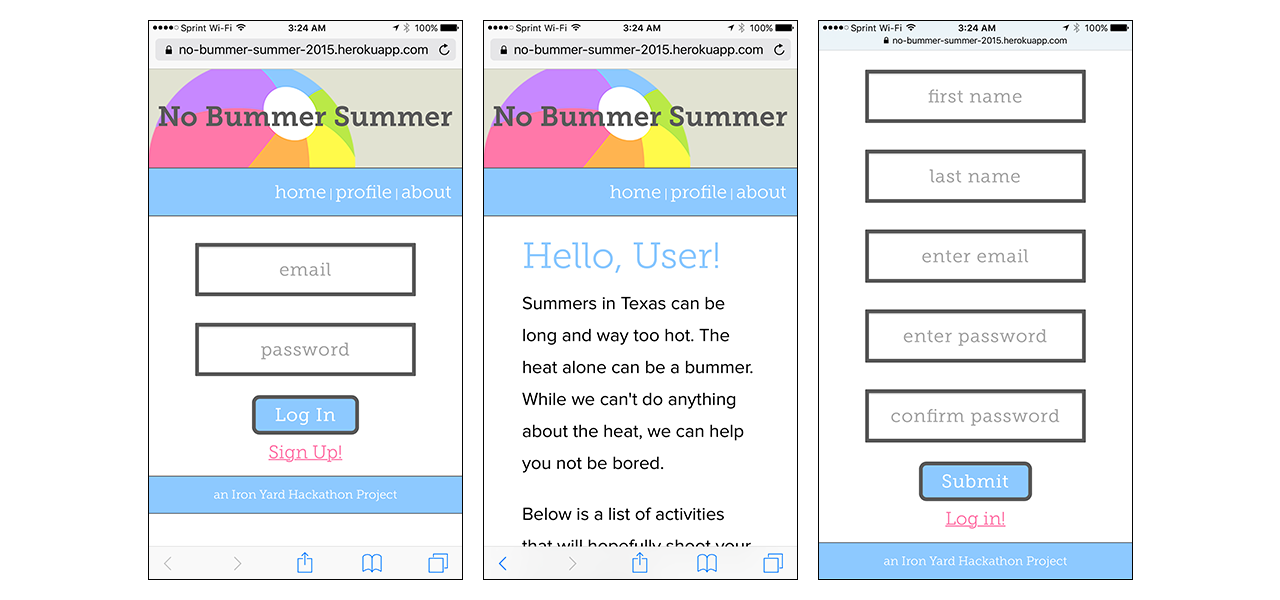 Sprint Wi-Fi 3:24 AM 100%
no-bummer-summer-2015.herokuapp.com
No Bummer Summer
home | profile | about
email
password
Log In
Sign Up!
an Iron Yard Hackathon Project
Sprint Wi-Fi 3:24 AM 100%
no-bummer-summer-2015.herokuapp.com
No Bummer Summer
home | profile | about
Hello, User!
Summers in Texas can be
long and way too hot. The
heat alone can be a bummer.
While we can't do anything
about the heat, we can help
you not be bored.
Below is a list of activities
that will hopefully shoot your
Sprint Wi-Fi 3:24 AM 100%
no-bummer-summer-2015.herokuapp.com
first name
last name
enter email
enter password
confirm password
Submit
Log in!
an Iron Yard Hackathon Project